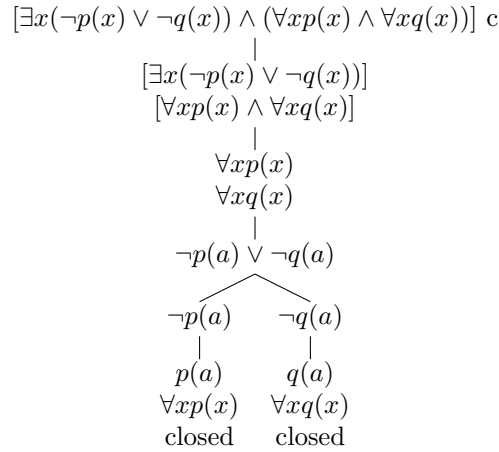 [∃x(¬p(x) ∨ ¬q(x)) ∧ (∀xp(x) ∧ ∀xq(x))] c
[∃x(¬p(x) ∨ ¬q(x))]
[∀xp(x) ∧ ∀xq(x)]
∀xp(x)
∀xq(x)
¬p(a) ∨ ¬q(a)
¬p(a) ¬q(a)
p(a) q(a)
∀xp(x) ∀xq(x)
closed closed